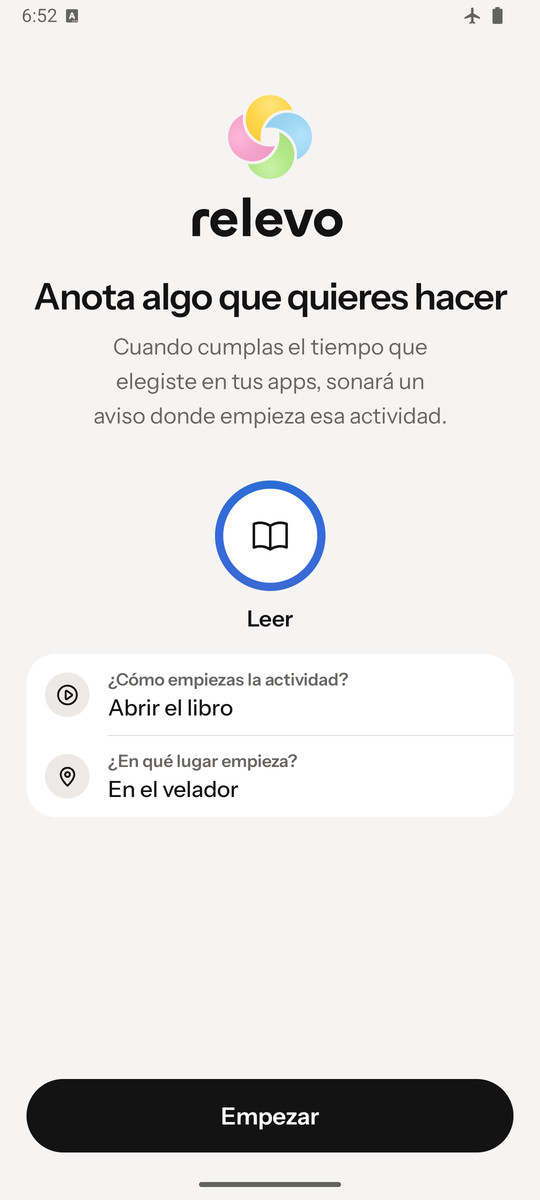 6:52
A
relevo
Anota algo que quieres hacer
Cuando cumplas el tiempo que
elegiste en tus apps, sonará un
aviso donde empieza esa actividad.
Leer
¿Cómo empiezas la actividad?
Abrir el libro
¿En qué lugar empieza?
En el velador
Empezar